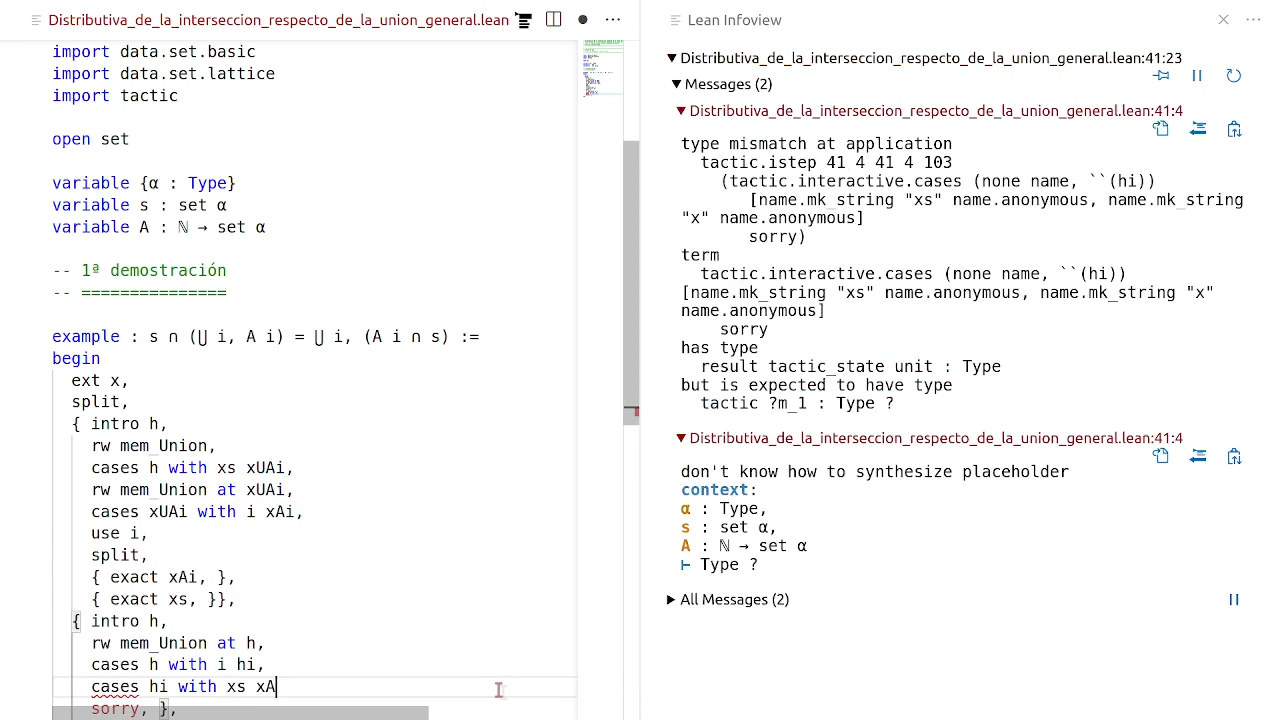 Distributiva_de_la_interseccion_respecto_de_la_union_general.lean
import data.set.basic
import data.set.lattice
import tactic
open set
variable {α : Type}
variable s : set α
variable A : ℕ → set α
-- 1ª demostración
-- ===============
example : s ∩ (⋃ i, A i) = ⋃ i, (A i ∩ s) :=
begin
ext x,
split,
{ intro h,
rw mem_Union,
cases h with xs xUAi,
rw mem_Union at xUAi,
cases xUAi with i xAi,
use i,
split,
{ exact xAi, },
{ exact xs, }},
{ intro h,
rw mem_Union at h,
cases h with i hi,
cases hi with xs xA
sorry, },
Lean Infoview
Distributiva_de_la_interseccion_respecto_de_la_union_general.lean:41:23
Messages (2)
Distributiva_de_la_interseccion_respecto_de_la_union_general.lean:41:4
type mismatch at application
tactic.istep 41 4 41 4 103
(tactic.interactive.cases (none name, ``(hi))
[name.mk_string "xs" name.anonymous, name.mk_string
"x" name.anonymous]
sorry)
term
tactic.interactive.cases (none name, ``(hi))
[name.mk_string "xs" name.anonymous, name.mk_string "x"
name.anonymous]
sorry
has type
result tactic_state unit : Type
but is expected to have type
tactic ?m_1 : Type ?
Distributiva_de_la_interseccion_respecto_de_la_union_general.lean:41:4
don't know how to synthesize placeholder
context:
α : Type,
s : set α,
A : ℕ → set α
⊢ Type ?
All Messages (2)